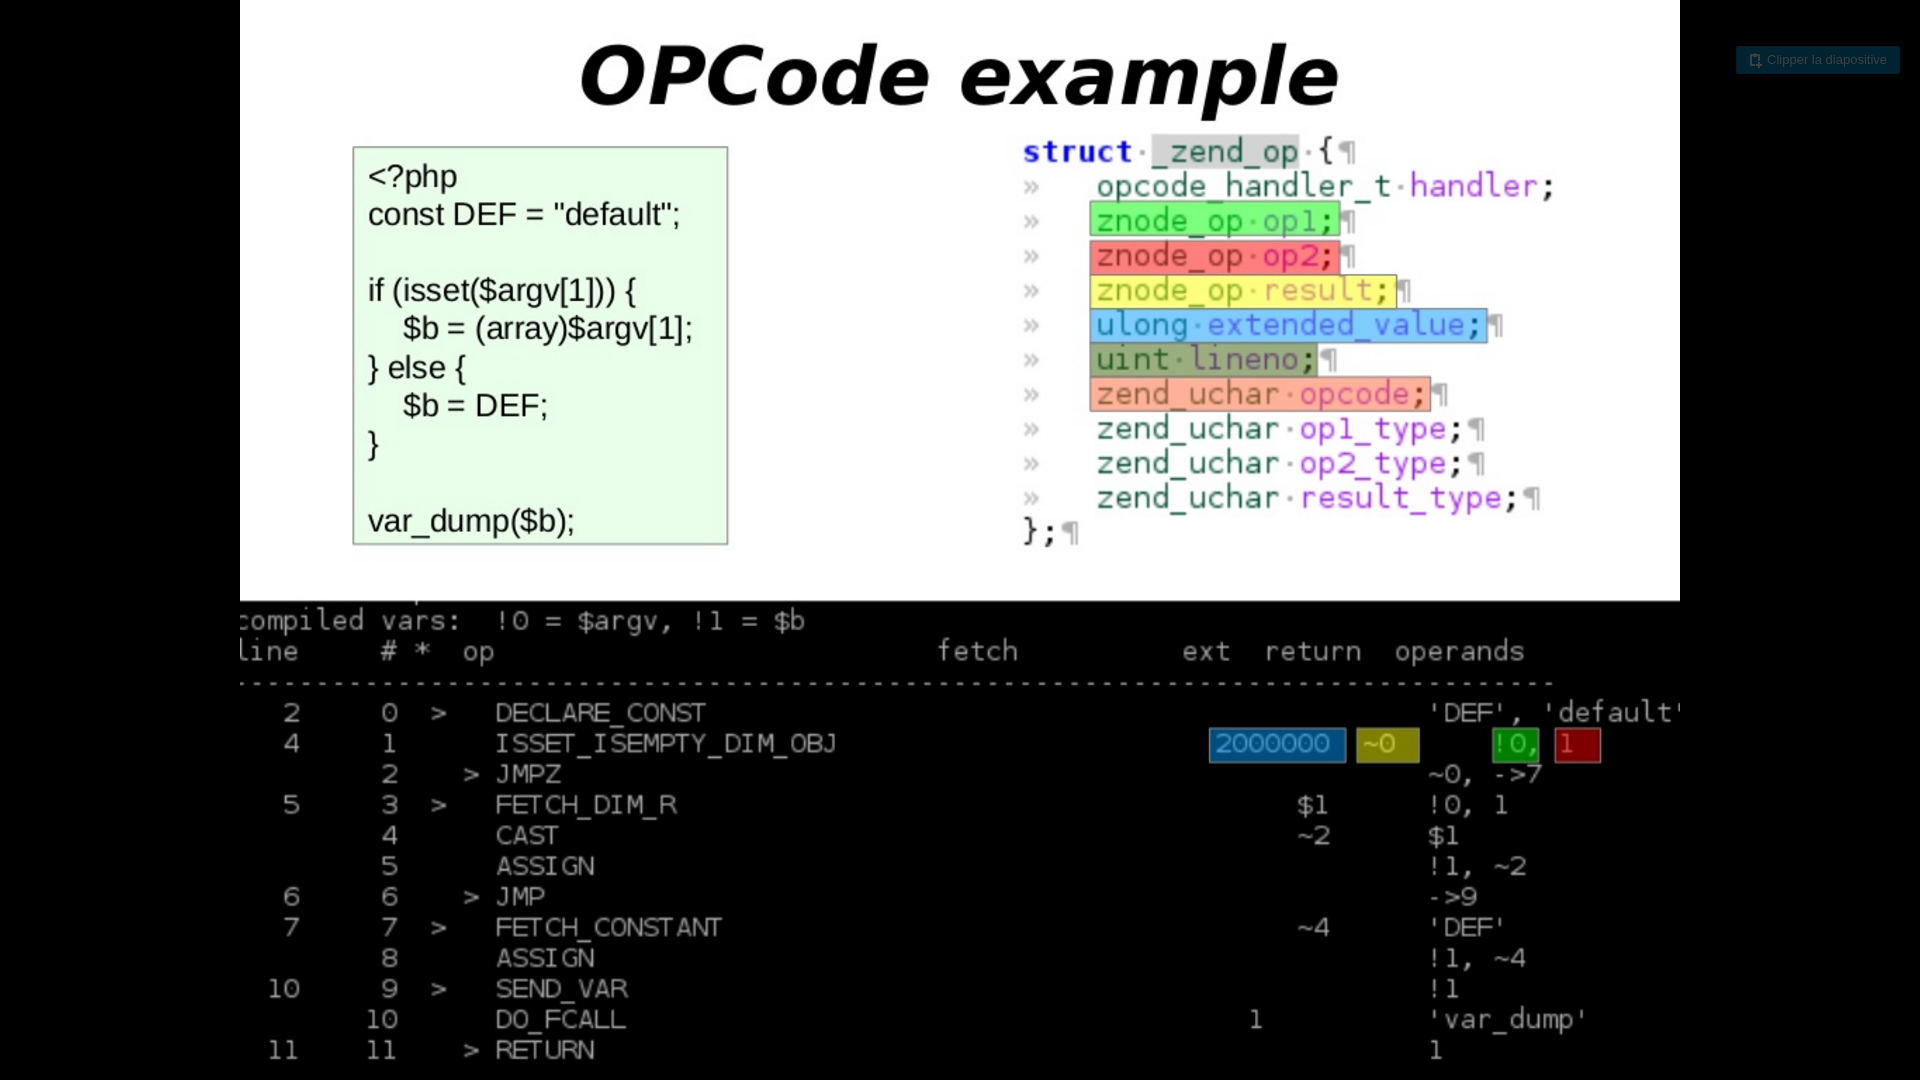 OPCode example
Clipper la diapositive
<?php
const DEF = "default";
if (isset($argv[1])) {
$b = (array)$argv[1];
} else {
$b = DEF;
}
var_dump($b);
struct·_zend_op·{¶
» opcode_handler_t·handler;
» znode_op·op1;¶
» znode_op·op2;¶
» znode_op·result;¶
» ulong·extended_value;¶
» uint·lineno;¶
» zend_uchar·opcode;¶
» zend_uchar·op1_type;¶
» zend_uchar·op2_type;¶
» zend_uchar·result_type;¶
};¶
compiled vars: !0 = $argv, !1 = $b
line # * op fetch ext return operands
---------------------------------------------------------------------------------
2 0 > DECLARE_CONST 'DEF', 'default'
4 1 ISSET_ISEMPTY_DIM_OBJ 2000000 ~0 !0, 1
2 > JMPZ ~0, ->7
5 3 > FETCH_DIM_R $1 !0, 1
4 CAST ~2 $1
5 ASSIGN !1, ~2
6 6 > JMP ->9
7 7 > FETCH_CONSTANT ~4 'DEF'
8 ASSIGN !1, ~4
10 9 > SEND_VAR !1
10 DO_FCALL 1 'var_dump'
11 11 > RETURN 1